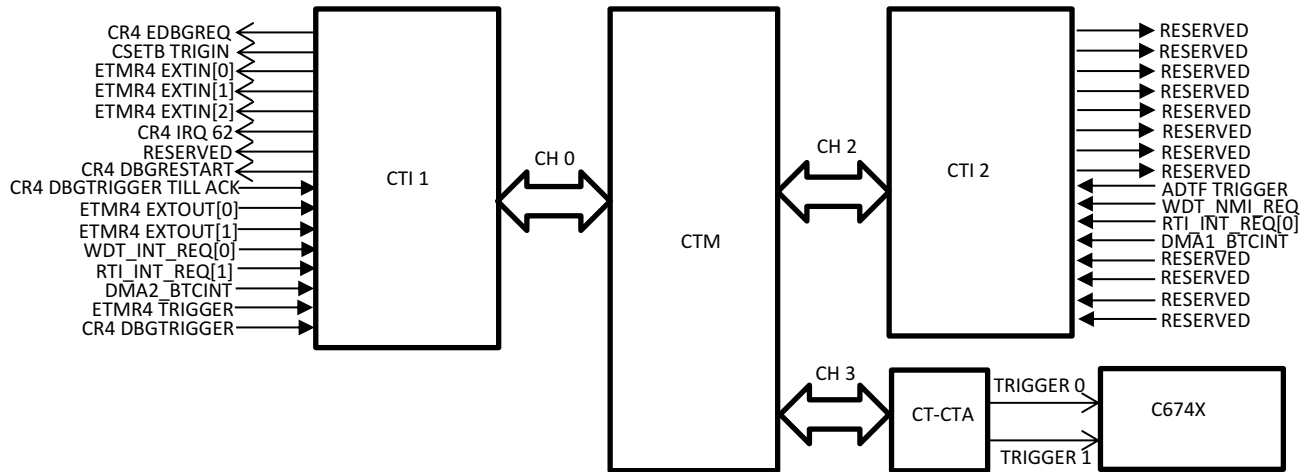 CR4 EDBGREQ
CSETB TRIGIN
ETMR4 EXTIN[0]
ETMR4 EXTIN[1]
ETMR4 EXTIN[2]
CR4 IRQ 62
RESERVED
CR4 DBGRESTART
CR4 DBGTRIGGER TILL ACK
ETMR4 EXTOUT[0]
ETMR4 EXTOUT[1]
WDT_INT_REQ[0]
RTI_INT_REQ[1]
DMA2_BTCINT
ETMR4 TRIGGER
CR4 DBGTRIGGER
CTI 1
CH 0
CTM
CH 2
CTI 2
RESERVED
RESERVED
RESERVED
RESERVED
RESERVED
RESERVED
RESERVED
RESERVED
ADTF TRIGGER
WDT_NMI_REQ
RTI_INT_REQ[0]
DMA1_BTCINT
RESERVED
RESERVED
RESERVED
RESERVED
CH 3
CT-CTA
TRIGGER 0
TRIGGER 1
C674X